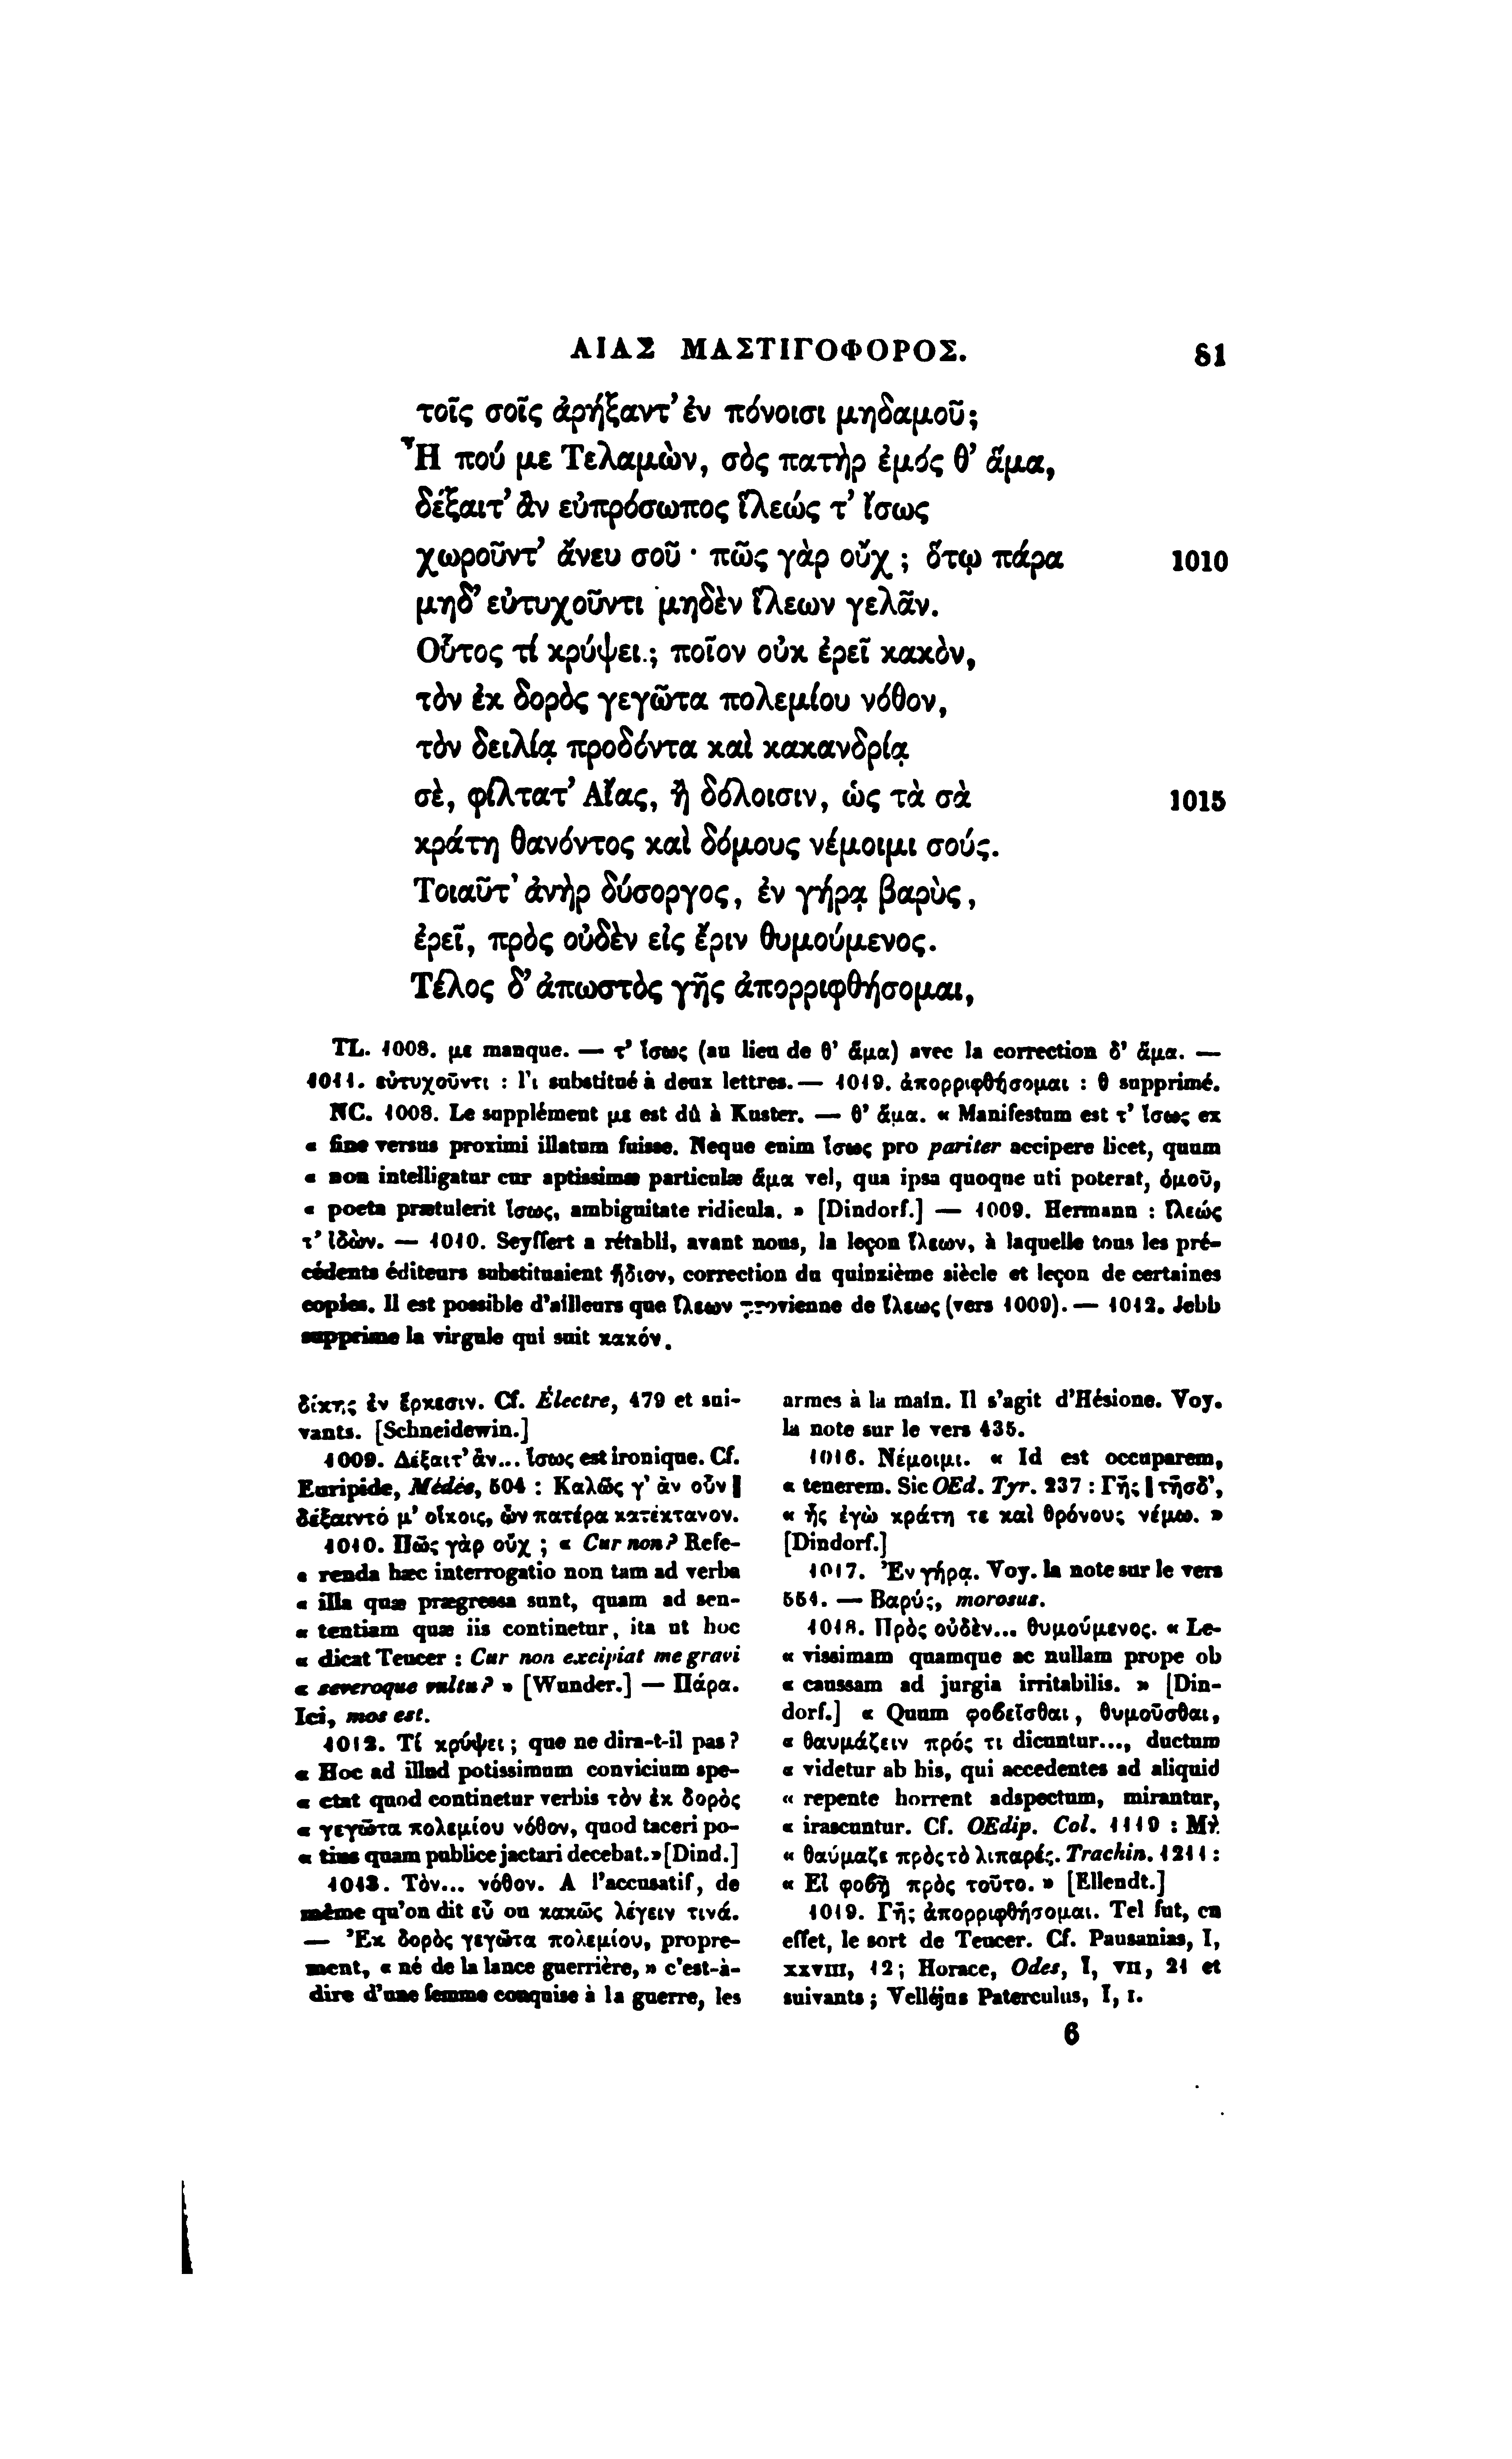 ΑΙΑΣ ΜΑΣΤΙΓΟΦΟΡΟΣ. 81
τοῖς σοῖς ἀρήξαντ’ ἐν πόνοισι μηδαμοῦ;
Ἦ πού με Τελαμὼν, σὸς πατὴρ ἐμός θ’ ἅμα,
δέξαιτ’ ἂν εὐπρόσωπος ἵλεώς τ’ ἴσως
χωροῦντ’ ἄνευ σοῦ · πῶς γὰρ οὔχ ; ὅτῳ πάρα 1010
μηδ’ εὐτυχοῦντι μηδὲν ἵλεων γελᾶν.
Οὗτος τί κρύψει ; ποῖον οὐκ ἐρεῖ κακὸν,
τὸν ἐκ δορὸς γεγῶτα πολεμίου νόθον,
τὸν δειλίᾳ προδόντα καὶ κακανδρίᾳ
σὲ, φίλτατ’ Αἴας, ἢ δόλοισιν, ὡς τὰ σὰ 1015
κράτη θανόντος καὶ δόμους νέμοιμι σούς.
Τοιαῦτ’ ἀνὴρ δύσοργος, ἐν γήρᾳ βαρὺς,
ἐρεῖ, πρὸς οὐδὲν εἰς ἔριν θυμούμενος.
Τέλος δ’ ἀπωστὸς γῆς ἀπορριφθήσομαι,
TL. 1008. με manque. — τ’ ἴσως (au lieu de θ’ ἅμα) avec la correction δ’ ἅμα. —
1011. εὐτυχοῦντι : l’ι substitué à deux lettres. — 1019. ἀπορριφθήσομαι : θ supprimé.
NC. 1008. Le supplément με est dû à Kuster. — θ’ ἅμα. « Manifestum est τ’ ἴσως ex
« fine versus proximi illatum fuisse. Neque enim ἴσως pro pariter accipere licet, quum
« non intelligatur cur aptissimæ particulæ ἅμα vel, qua ipsa quoque uti poterat, ὁμοῦ,
« poeta prætulerit ἴσως, ambiguitate ridicula. » [Dindorf.] — 1009. Hermann : ἵλεώς
τ’ ἰδών. — 1010. Seyffert a rétabli, avant nous, la leçon ἵλεων, à laquelle tous les pré-
cédents éditeurs substituaient ἥδιον, correction du quinzième siècle et leçon de certaines
copies. Il est possible d’ailleurs que ἵλεων provienne de ἵλεως (vers 1009). — 1012. Jebb
supprime la virgule qui suit κακόν.
δίκτης ἐν ἕρκεσιν. Cf. Électre, 479 et sui-
vants. [Schneidewin.]
1009. Δέξαιτ’ ἄν... ἴσως est ironique. Cf.
Euripide, Médée, 504 : Καλῶς γ’ ἂν οὖν |
δέξαιντό μ’ οἴκοις, ὧν πατέρα κατέκτανον.
1010. Πῶς γὰρ οὔχ ; « Cur non? Refe-
« renda hæc interrogatio non tam ad verba
« illa quæ prægressa sunt, quam ad sen-
« tentiam quæ iis continetur, ita ut hoc
« dicat Teucer : Cur non excipiat me gravi
« severoque vultu? » [Wunder.] — Πάρα.
Ici, mos est.
1012. Τί κρύψει ; que ne dira-t-il pas?
« Hoc ad illud potissimum convicium spe-
« ctat quod continetur verbis τὸν ἐκ δορὸς
« γεγῶτα πολεμίου νόθον, quod taceri po-
« tius quam publice jactari decebat. » [Dind.]
1013. Τὸν... νόθον. A l’accusatif, de
même qu’on dit εὖ ou κακῶς λέγειν τινά.
— Ἐκ δορὸς γεγῶτα πολεμίου, propre-
ment, « né de la lance guerrière, » c’est-à-
dire d’une femme conquise à la guerre, les
armes à la main. Il s’agit d’Hésione. Voy.
la note sur le vers 435.
1016. Νέμοιμι. « Id est occuparem,
« tenerem. Sic OEd. Tyr. 237 : Γῆς | τῆσδ’,
« ἧς ἐγὼ κράτη τε καὶ θρόνους νέμω. »
[Dindorf.]
1017. Ἐν γήρᾳ. Voy. la note sur le vers
551. — Βαρύς, morosus.
1018. Πρὸς οὐδὲν... θυμούμενος. « Le-
« vissimam quamque ac nullam prope ob
« caussam ad jurgia irritabilis. » [Din-
dorf.] « Quum φοβεῖσθαι, θυμοῦσθαι,
« θαυμάζειν πρός τι dicuntur..., ductum
« videtur ab his, qui accedentes ad aliquid
« repente horrent adspectum, mirantur,
« irascuntur. Cf. OEdip. Col. 1119 : Μὴ
« θαύμαζε πρὸς τὸ λιπαρές. Trachin. 1211 :
« Εἰ φοβῇ πρὸς τοῦτο. » [Ellendt.]
1019. Γῆς ἀπορριφθήσομαι. Tel fut, en
effet, le sort de Teucer. Cf. Pausanias, I,
XXVIII, 12; Horace, Odes, I, VII, 21 et
suivants ; Velléjus Paterculus, I, I.
6